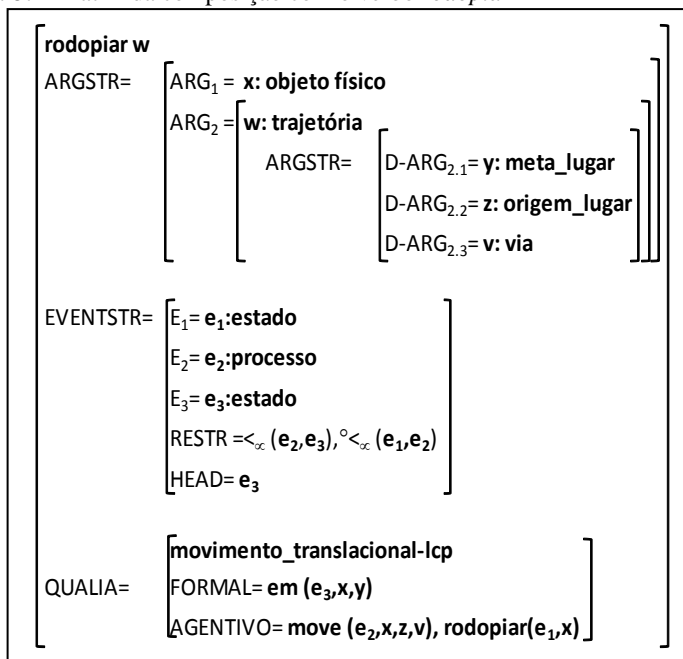 rodopiar w
ARGSTR= ARG₁ = x: objeto físico
ARG₂ = w: trajetória
ARGSTR= D-ARG₂.₁= y: meta_lugar
D-ARG₂.₂= z: origem_lugar
D-ARG₂.₃= v: via
EVENTSTR= E₁= e₁:estado
E₂= e₂:processo
E₃= e₃:estado
RESTR =<∝ (e₂,e₃),°<∝ (e₁,e₂)
HEAD= e₃
movimento_translacional-lcp
QUALIA= FORMAL= em (e₃,x,y)
AGENTIVO= move (e₂,x,z,v), rodopiar(e₁,x)